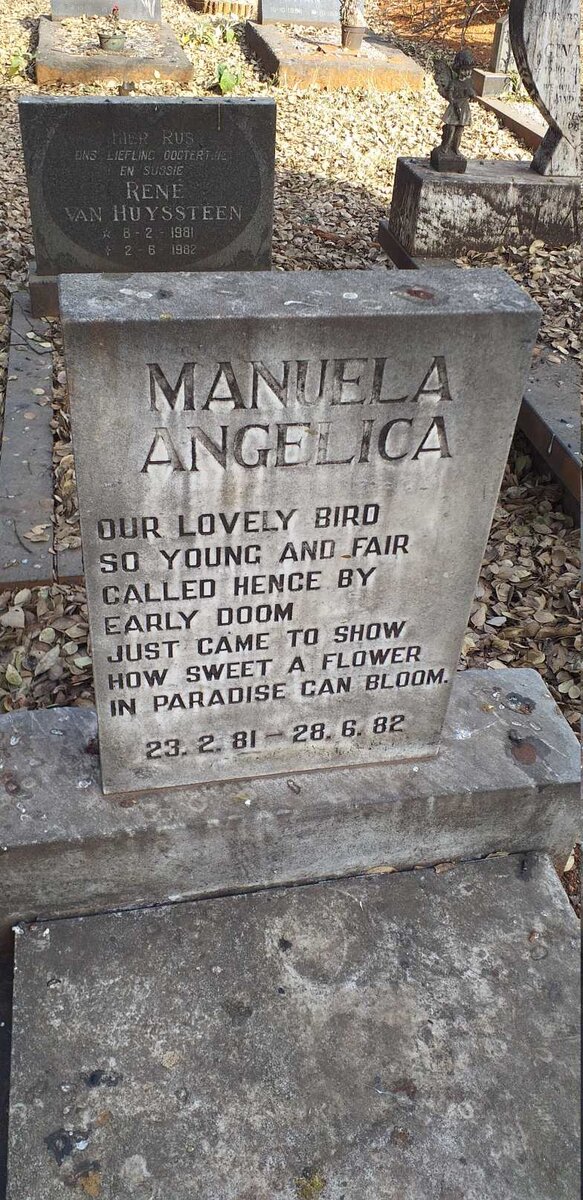 HIER RUS
ONS LIEFLING DOGTERTJIE
EN SUSSIE
RENÉ
VAN HUYSSTEEN
* 8-2-1981
2-6-1982
MANUELA
ANGELICA
OUR LOVELY BIRD
SO YOUNG AND FAIR
CALLED HENCE BY
EARLY DOOM
JUST CAME TO SHOW
HOW SWEET A FLOWER
IN PARADISE CAN BLOOM.
23.2.81 - 28.6.82